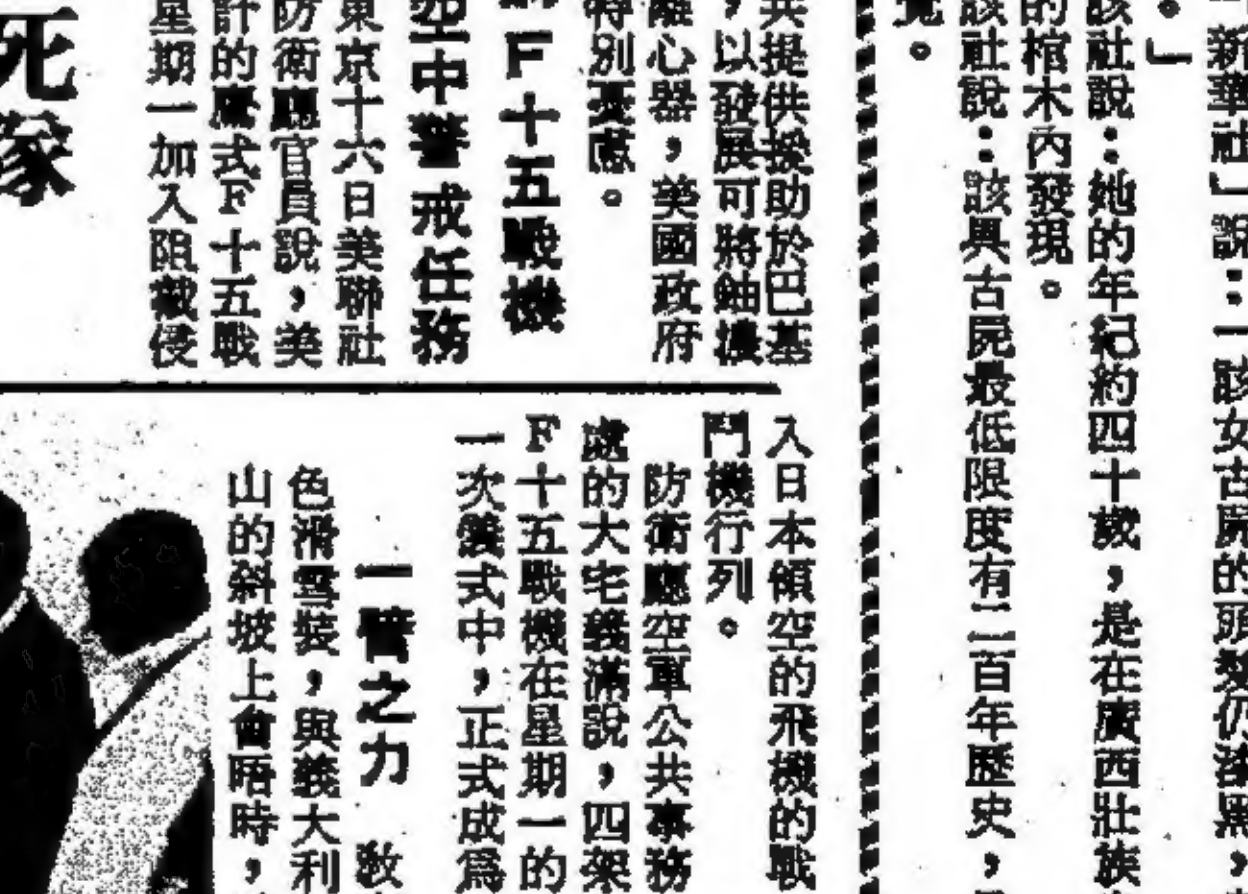 新華社」說：一該女古屍的頭髮仍深黑，
。」
該社說：她的年紀約四十歲，是在廣西壯族
的棺木內發現。
該社說：該具古屍最低限度有二百年歷史，
。
共提供援助於巴基
，以發展可將鈾濃
離心器，美國政府
特別憂慮。
F十五戰機
空中警戒任務
東京十六日美聯社
防衛廳官員說，美
計的鷹式F十五戰
星期一加入阻截侵
入日本領空的飛機的戰
鬥機行列。
防衛廳空軍公共事務
處的大宅義滿說，四架
F十五戰機在星期一的
一次儀式中，正式成爲
死
一臂之力
色滑雪裝，與義大利
山的斜坡上會晤時，